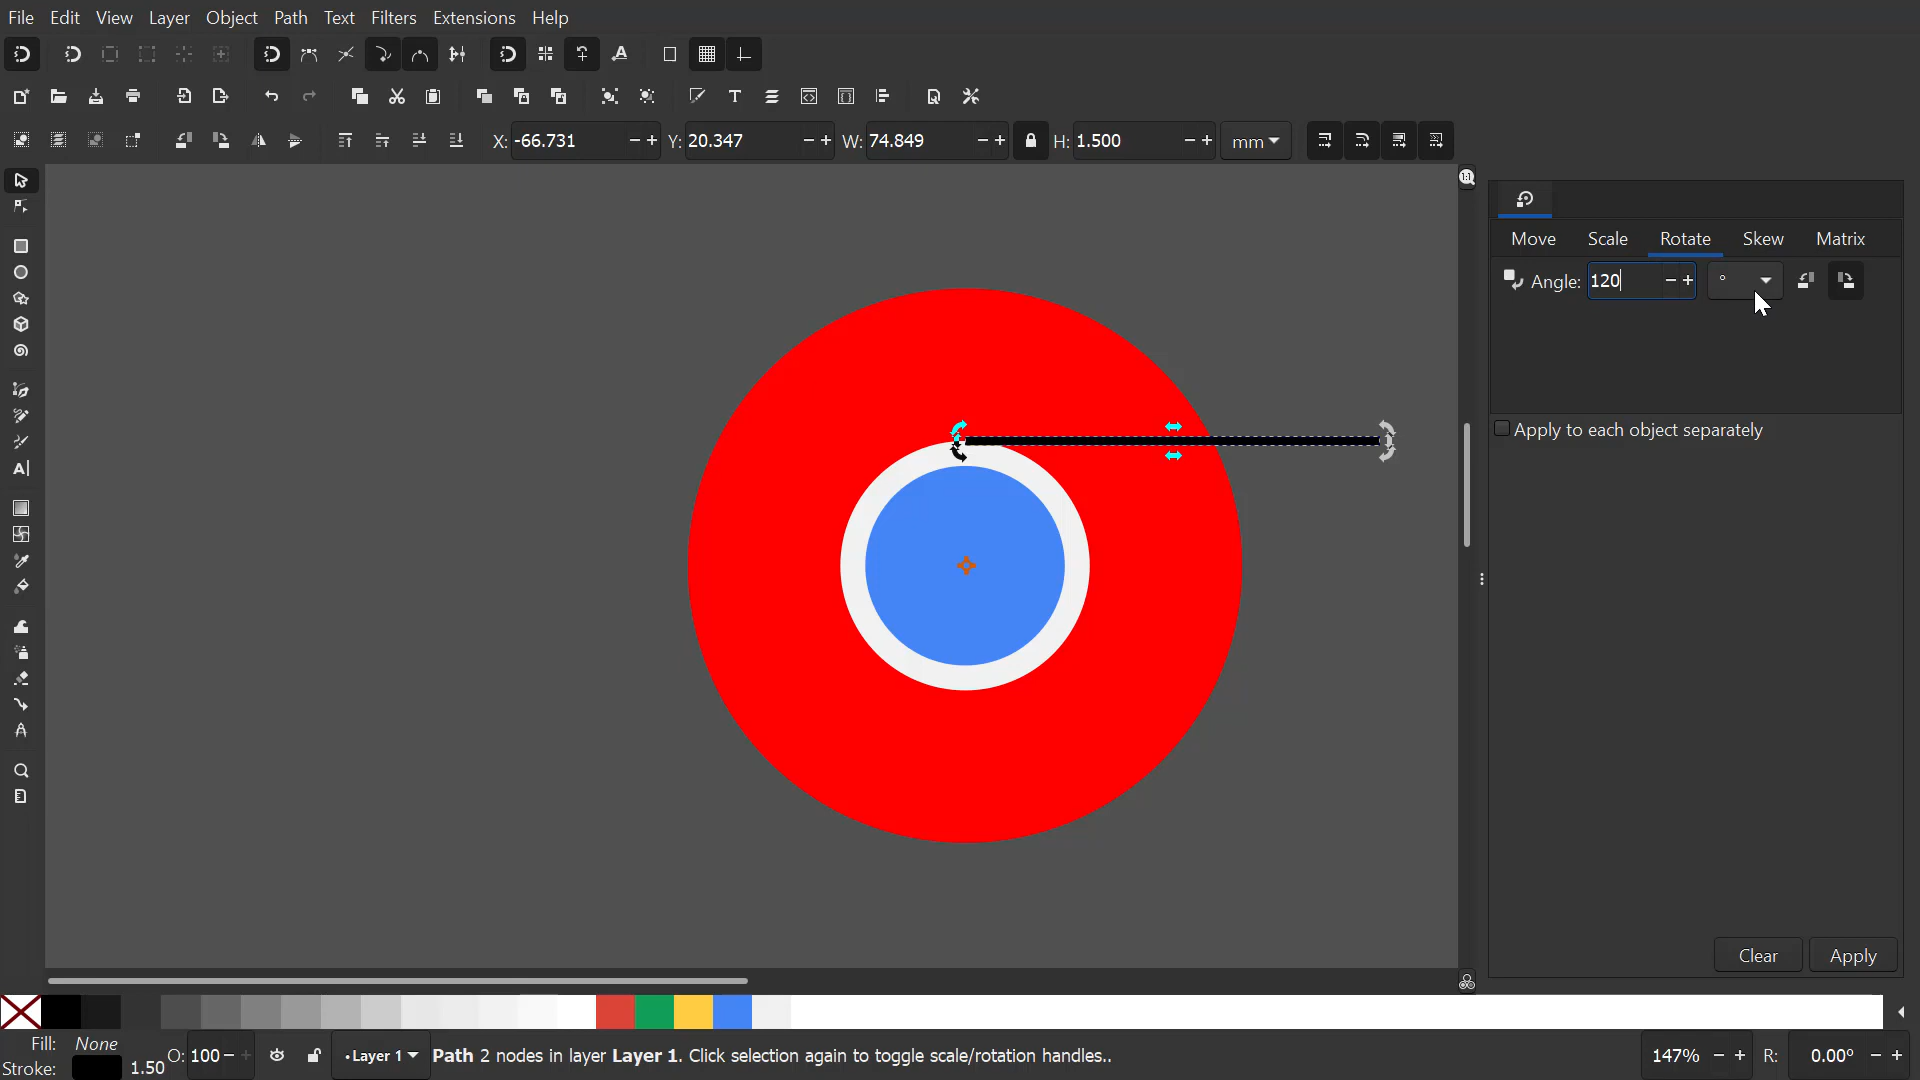 File Edit View Layer Object Path Text Filters Extensions Help
X: -66.731 Y: 20.347 W: 74.849 H: 1.500 mm
1:1
Move Scale Rotate Skew Matrix
Angle: 120 °
Apply to each object separately
Clear Apply
Fill: None
Stroke: 1.50 O: 100 •Layer 1 Path 2 nodes in layer Layer 1. Click selection again to toggle scale/rotation handles.. 147% R: 0.00°